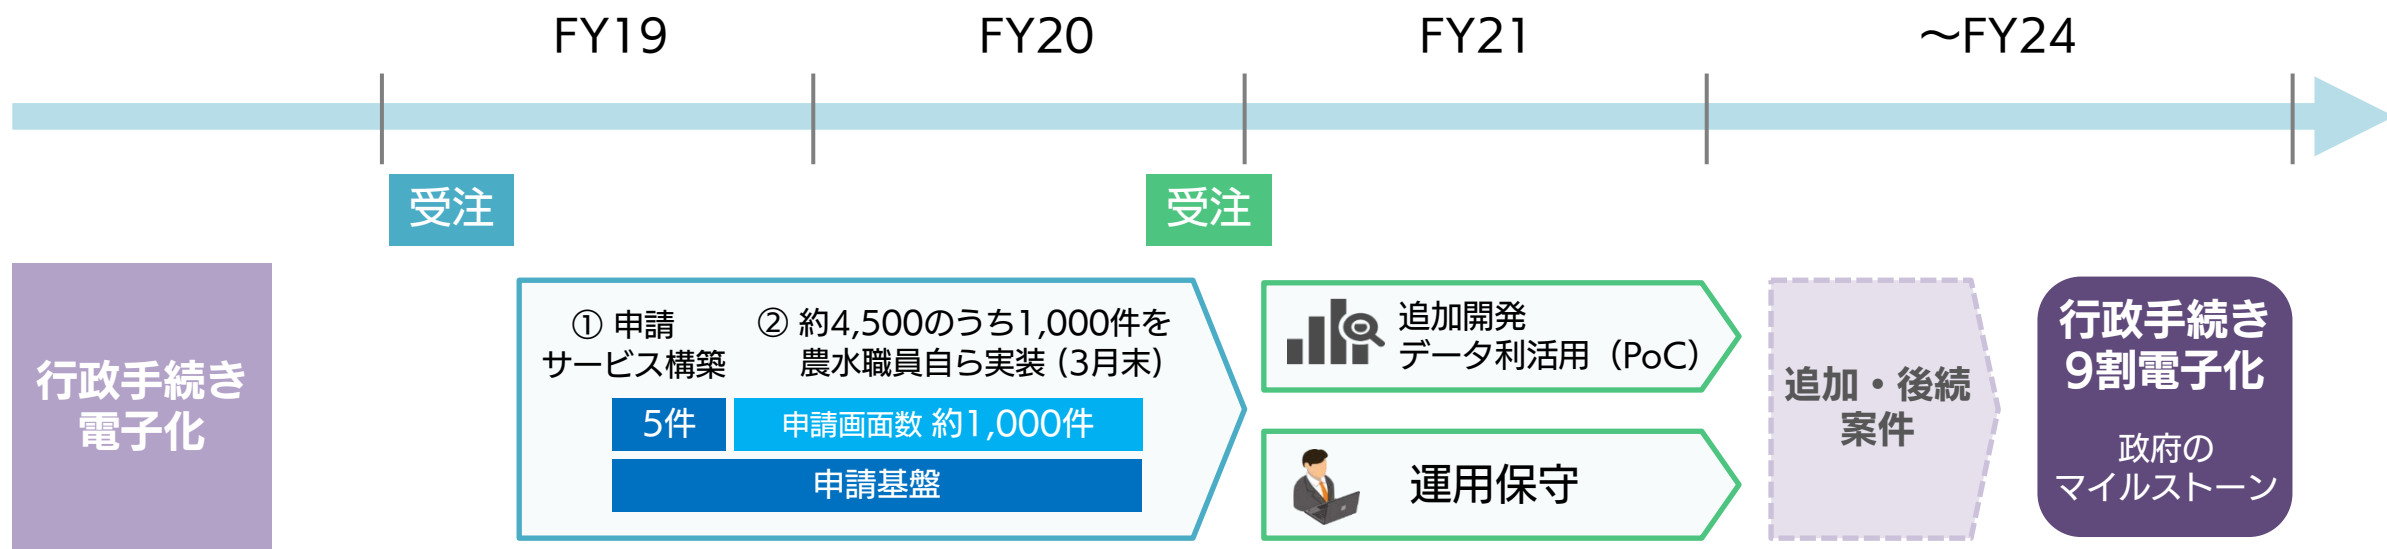 FY19
FY20
FY21
～FY24
受注
受注
行政手続き
電子化
① 申請
サービス構築
② 約4,500のうち1,000件を
農水職員自ら実装 (3月末)
5件
申請画面数 約1,000件
申請基盤
追加開発
データ利活用（PoC）
運用保守
追加・後続
案件
行政手続き
9割電子化
政府の
マイルストーン